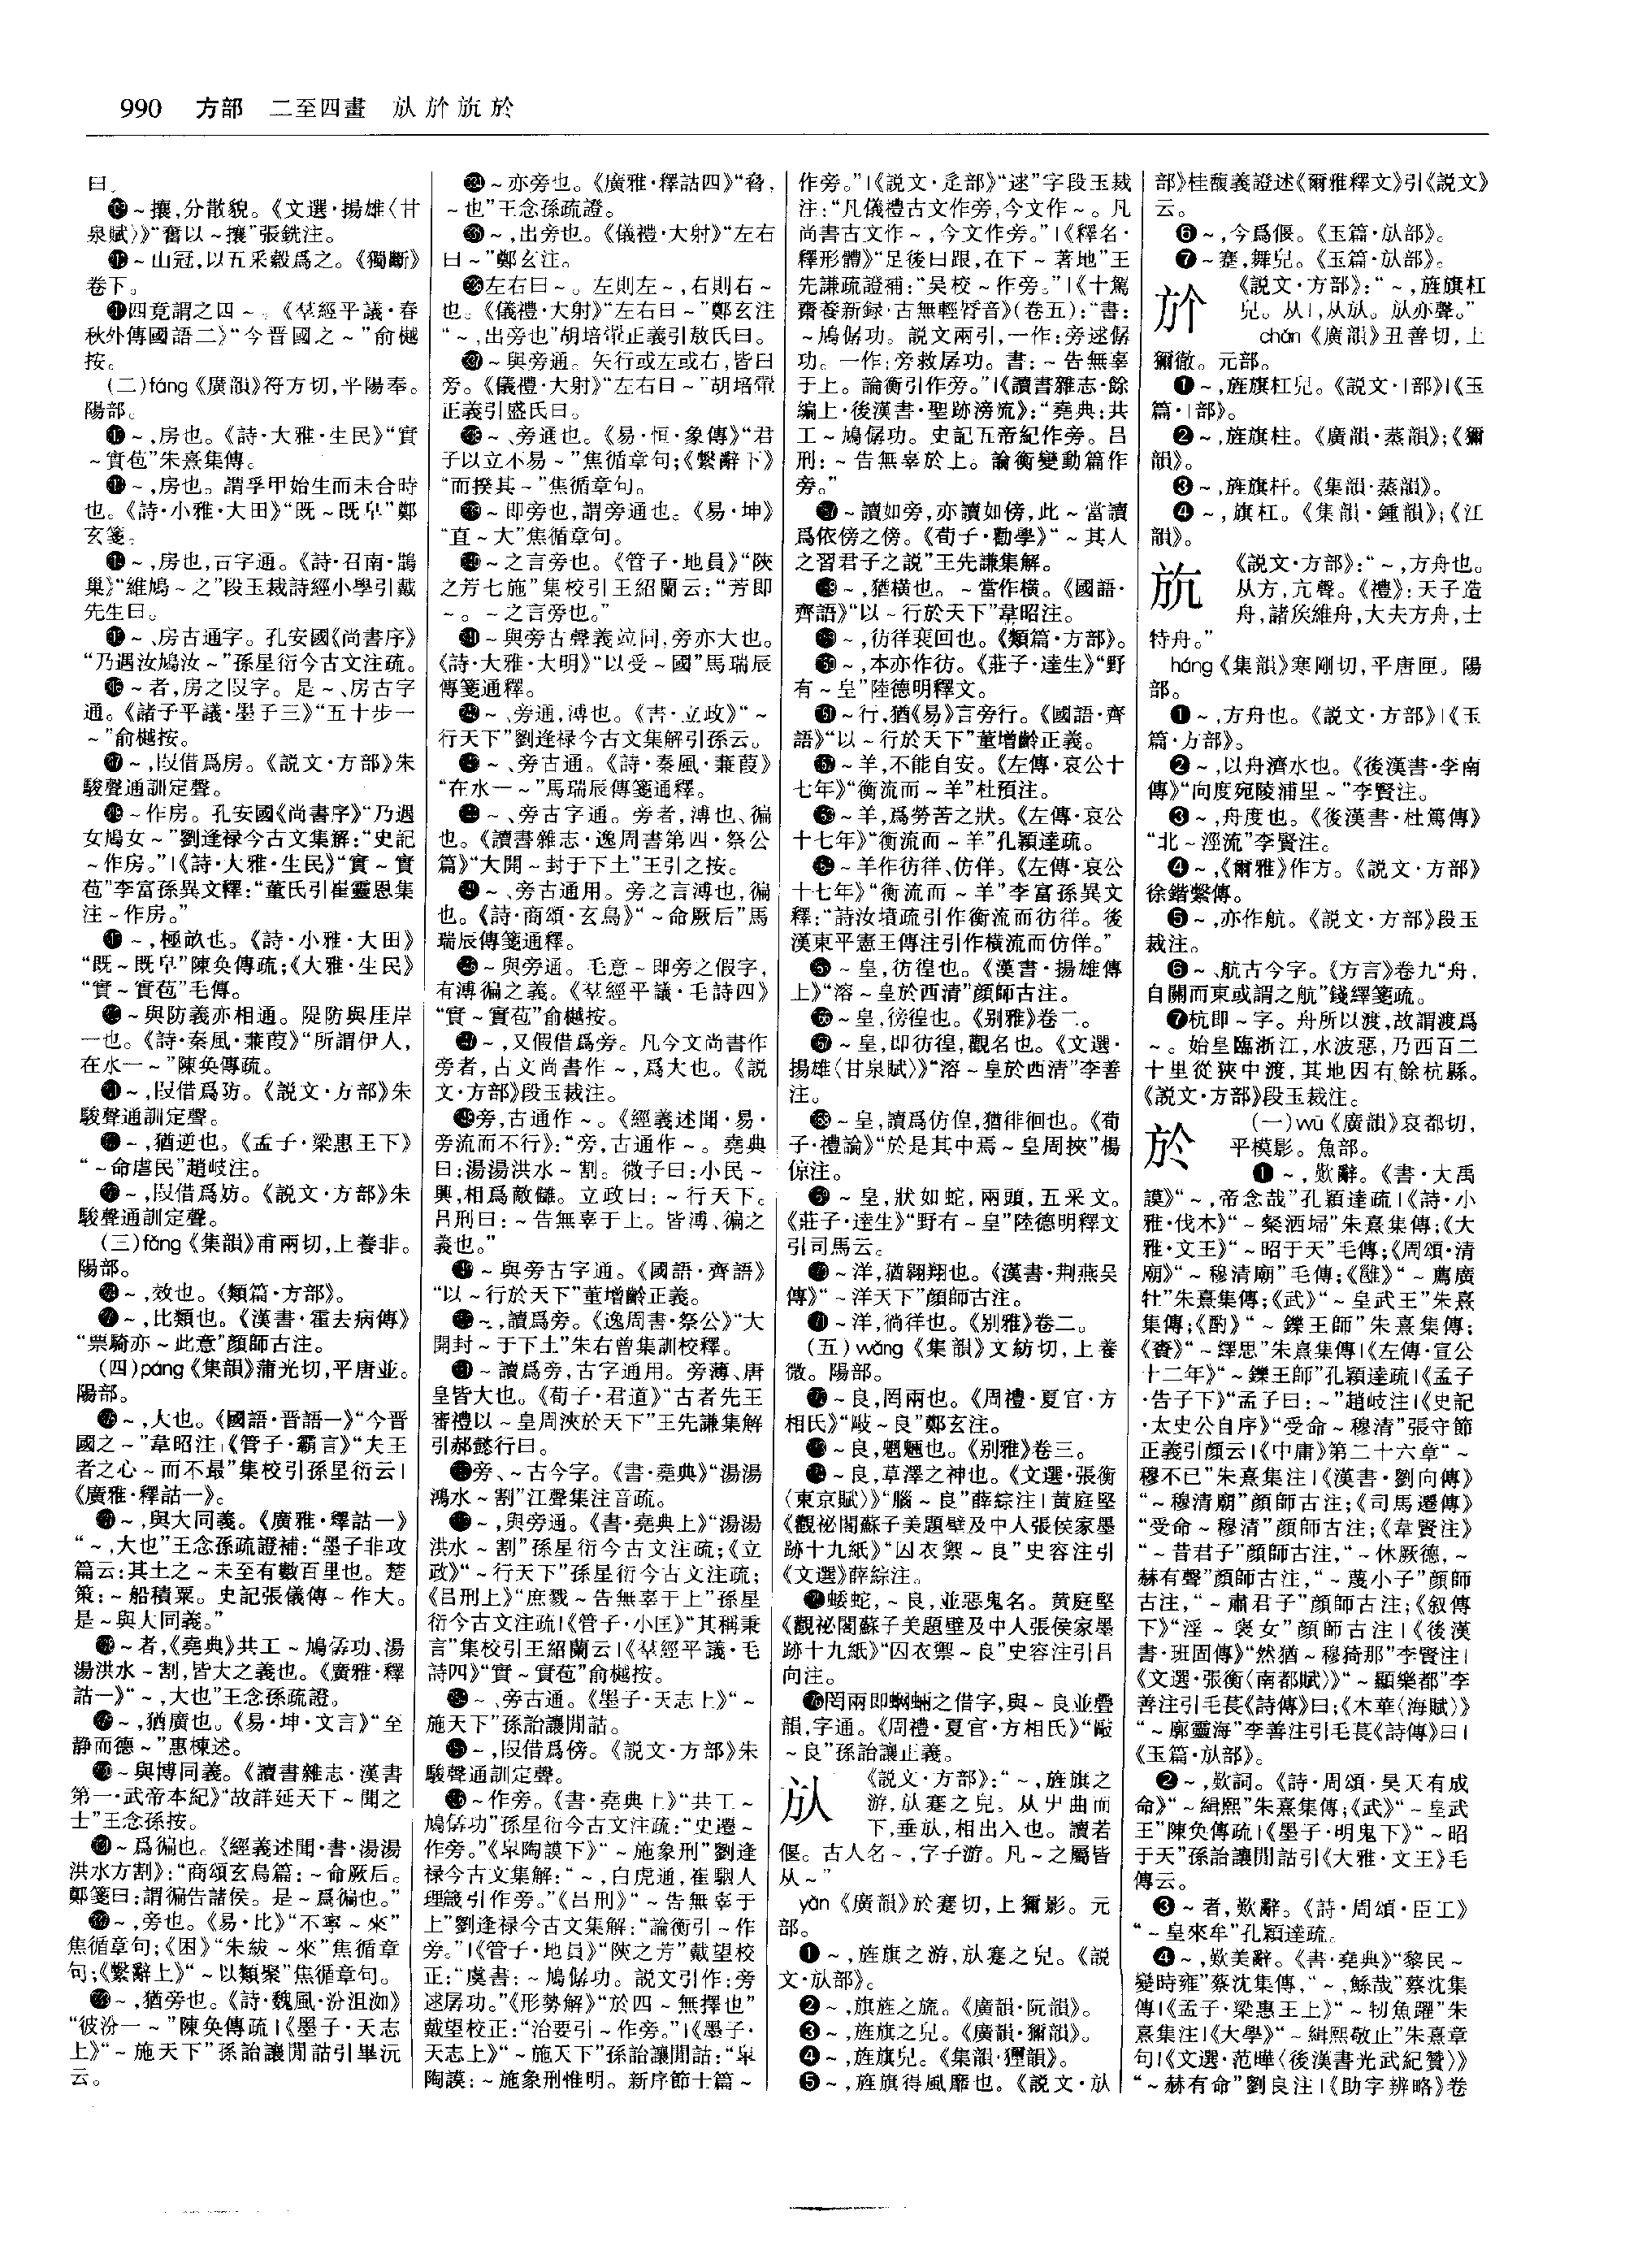 990 方部 二至四畫 㫃 㫄 㫅 於
曰。
~攘,分散貌。《文選·揚雄〈甘
泉賦〉》“奮以~攘”張銑注。
~山冠,以五采縠爲之。《獨斷》
卷下。
四竟謂之四~。《羣經平議·春
秋外傳國語二》“今晉國之~”俞樾
按。
(二)fáng《廣韻》符方切,平陽奉。
陽部。
~,房也。《詩·大雅·生民》“實
~實苞”朱熹集傳。
~,房也。謂孚甲始生而未合時
也。《詩·小雅·大田》“既~既皁”鄭
玄箋。
~,房也,古字通。《詩·召南·鵲
巢》“維鳩~之”段玉裁詩經小學引戴
先生曰。
~、房古通字。孔安國《尚書序》
“乃遇汝鳩汝~”孫星衍今古文注疏。
~者,房之叚字。是~、房古字
通。《諸子平議·墨子三》“五十步一
~”俞樾按。
~,叚借爲房。《説文·方部》朱
駿聲通訓定聲。
~作房。孔安國《尚書序》“乃遇
女鳩女~”劉逢禄今古文集解:“史記
~作房。”|《詩·大雅·生民》“實~實
苞”李富孫異文釋:“董氏引崔靈恩集
注~作房。”
~,極畝也。《詩·小雅·大田》
“既~既皁”陳奂傳疏;《大雅·生民》
“實~實苞”毛傳。
~與防義亦相通。隄防與厓岸
一也。《詩·秦風·蒹葭》“所謂伊人,
在水一~”陳奂傳疏。
~,叚借爲防。《説文·方部》朱
駿聲通訓定聲。
~,猶逆也。《孟子·梁惠王下》
“~命虐民”趙岐注。
~,叚借爲妨。《説文·方部》朱
駿聲通訓定聲。
(三)fǎng《集韻》甫兩切,上養非。
陽部。
~,效也。《類篇·方部》。
~,比類也。《漢書·霍去病傳》
“票騎亦~此意”顔師古注。
(四)páng《集韻》蒲光切,平唐並。
陽部。
~,大也。《國語·晉語一》“今晉
國之~”韋昭注|《管子·霸言》“夫王
者之心~而不最”集校引孫星衍云|
《廣雅·釋詁一》。
~,與大同義。《廣雅·釋詁一》
“~,大也”王念孫疏證補:“墨子非攻
篇云:其土之~未至有數百里也。楚
策:~船積粟。史記張儀傳~作大。
是~與大同義。”
~者,《堯典》共工~鳩僝功、湯
湯洪水~割,皆大之義也。《廣雅·釋
詁一》“~,大也”王念孫疏證。
~,猶廣也。《易·坤·文言》“至
静而德~”惠棟述。
~與博同義。《讀書雜志·漢書
第一·武帝本紀》“故詳延天下~聞之
士”王念孫按。
~爲徧也。《經義述聞·書·湯湯
洪水方割》:“商頌玄鳥篇:~命厥后。
鄭箋曰:謂徧告諸侯。是~爲徧也。”
~,旁也。《易·比》“不寧~來”
焦循章句;《困》“朱紱~來”焦循章
句;《繫辭上》“~以類聚”焦循章句。
~,猶旁也。《詩·魏風·汾沮洳》
“彼汾一~”陳奂傳疏|《墨子·天志
上》“~施天下”孫詒讓閒詁引畢沅
云。
~亦旁也。《廣雅·釋詁四》“脅,
~也”王念孫疏證。
~,出旁也。《儀禮·大射》“左右
曰~”鄭玄注。
左右曰~。左則左~,右則右~
也。《儀禮·大射》“左右曰~”鄭玄注
“~,出旁也”胡培翬正義引敖氏曰。
~與旁通。矢行或左或右,皆曰
旁。《儀禮·大射》“左右曰~”胡培翬
正義引盛氏曰。
~、旁通也。《易·恒·象傳》“君
子以立不易~”焦循章句;《繫辭下》
“而揆其~”焦循章句。
~即旁也,謂旁通也。《易·坤》
“直~大”焦循章句。
~之言旁也。《管子·地員》“陝
之芳七施”集校引王紹蘭云:“芳即
~。~之言旁也。”
~與旁古聲義竝同,旁亦大也。
《詩·大雅·大明》“以受~國”馬瑞辰
傳箋通釋。
~、旁通,溥也。《書·立政》“~
行天下”劉逢禄今古文集解引孫云。
~、旁古通。《詩·秦風·蒹葭》
“在水一~”馬瑞辰傳箋通釋。
~、旁古字通。旁者,溥也、徧
也。《讀書雜志·逸周書第四·祭公
篇》“大開~封于下土”王引之按。
~、旁古通用。旁之言溥也,徧
也。《詩·商頌·玄鳥》“~命厥后”馬
瑞辰傳箋通釋。
~與旁通。毛意~即旁之假字,
有溥徧之義。《羣經平議·毛詩四》
“實~實苞”俞樾按。
~,又假借爲旁。凡今文尚書作
旁者,古文尚書作~,爲大也。《説
文·方部》段玉裁注。
旁,古通作~。《經義述聞·易·
旁流而不行》:“旁,古通作~。堯典
曰:湯湯洪水~割。微子曰:小民~
興,相爲敵讎。立政曰:~行天下。
吕刑曰:~告無辜于上。皆溥、徧之
義也。”
~與旁古字通。《國語·齊語》
“以~行於天下”董增齡正義。
~,讀爲旁。《逸周書·祭公》“大
開封~于下土”朱右曾集訓校釋。
~讀爲旁,古字通用。旁薄、唐
皇皆大也。《荀子·君道》“古者先王
審禮以~皇周浹於天下”王先謙集解
引郝懿行曰。
旁、~古今字。《書·堯典》“湯湯
鴻水~割”江聲集注音疏。
~,與旁通。《書·堯典上》“湯湯
洪水~割”孫星衍今古文注疏;《立
政》“~行天下”孫星衍今古文注疏;
《吕刑上》“庶戮~告無辜于上”孫星
衍今古文注疏|《管子·小匡》“其稱秉
言”集校引王紹蘭云|《羣經平議·毛
詩四》“實~實苞”俞樾按。
~、旁古通。《墨子·天志上》“~
施天下”孫詒讓閒詁。
~,叚借爲傍。《説文·方部》朱
駿聲通訓定聲。
~作旁。《書·堯典上》“共工~
鳩僝功”孫星衍今古文注疏:“史遷~
作旁。”《皋陶謨下》“~施象刑”劉逢
禄今古文集解:“~,白虎通,崔駰人
理箴引作旁。”《吕刑》“~告無辜于
上”劉逢禄今古文集解:“論衡引~作
旁。”|《管子·地員》“陝之芳”戴望校
正:“虞書:~鳩僝功。説文引作:旁
逑孱功。”《形勢解》“於四~無擇也”
戴望校正:“治要引~作旁。”|《墨子·
天志上》“~施天下”孫詒讓閒詁:“皋
陶謨:~施象刑惟明。新序節士篇~
作旁。”|《説文·辵部》“逑”字段玉裁
注:“凡儀禮古文作旁,今文作~。凡
尚書古文作~,今文作旁。”|《釋名·
釋形體》“足後曰跟,在下~著地”王
先謙疏證補:“吴校~作旁。”|《十駕
齋養新録·古無輕脣音》(卷五):“書:
~鳩僝功。説文兩引,一作:旁逑僝
功。一作:旁救孱功。書:~告無辜
于上。論衡引作旁。”|《讀書雜志·餘
編上·後漢書·聖跡滂流》:“堯典:共
工~鳩僝功。史記五帝紀作旁。吕
刑:~告無辜於上。論衡變動篇作
旁。”
~讀如旁,亦讀如傍,此~當讀
爲依傍之傍。《荀子·勸學》“~其人
之習君子之説”王先謙集解。
~,猶横也。~當作横。《國語·
齊語》“以~行於天下”韋昭注。
~,彷徉裵回也。《類篇·方部》。
~,本亦作彷。《莊子·達生》“野
有~皇”陸德明釋文。
~行,猶《易》言旁行。《國語·齊
語》“以~行於天下”董增齡正義。
~羊,不能自安。《左傳·哀公十
七年》“衡流而~羊”杜預注。
~羊,爲勞苦之狀。《左傳·哀公
十七年》“衡流而~羊”孔穎達疏。
~羊作彷徉、仿佯。《左傳·哀公
十七年》“衡流而~羊”李富孫異文
釋:“詩汝墳疏引作衡流而彷徉。後
漢東平憲王傳注引作横流而仿佯。”
~皇,彷徨也。《漢書·揚雄傳
上》“溶~皇於西清”顔師古注。
~皇,徬徨也。《别雅》卷二。
~皇,即彷徨,觀名也。《文選·
揚雄〈甘泉賦〉》“溶~皇於西清”李善
注。
~皇,讀爲仿偟,猶徘徊也。《荀
子·禮論》“於是其中焉~皇周挾”楊
倞注。
~皇,狀如蛇,兩頭,五采文。
《莊子·達生》“野有~皇”陸德明釋文
引司馬云。
~洋,猶翱翔也。《漢書·荆燕吴
傳》“~洋天下”顔師古注。
~洋,徜徉也。《别雅》卷二。
(五)wǎng《集韻》文紡切,上養
微。陽部。
~良,罔兩也。《周禮·夏官·方
相氏》“敺~良”鄭玄注。
~良,魍魎也。《别雅》卷三。
~良,草澤之神也。《文選·張衡
〈東京賦〉》“腦~良”薛綜注|黄庭堅
《觀祕閣蘇子美題壁及中人張侯家墨
跡十九紙》“囚衣禦~良”史容注引
《文選》薛綜注。
蜲蛇,~良,並惡鬼名。黄庭堅
《觀祕閣蘇子美題壁及中人張侯家墨
跡十九紙》“囚衣禦~良”史容注引吕
向注。
罔兩即蝄蜽之借字,與~良並疊
韻,字通。《周禮·夏官·方相氏》“敺
~良”孫詒讓正義。
㫃
《説文·方部》:“~,旌旗之
游,㫃蹇之皃。从屮曲而
下,垂㫃,相出入也。讀若
偃。古人名~,字子游。凡~之屬皆
从~”
yǎn《廣韻》於蹇切,上獮影。元
部。
❶~,旌旗之游,㫃蹇之皃。《説
文·㫃部》。
❷~,旗旌之旒。《廣韻·阮韻》。
❸~,旌旗之皃。《廣韻·獮韻》。
❹~,旌旗皃。《集韻·𤣗韻》。
❺~,旌旗得風靡也。《説文·㫃
部》桂馥義證述《爾雅釋文》引《説文》
云。
❻~,今爲偃。《玉篇·㫃部》。
❼~蹇,舞皃。《玉篇·㫃部》。
《説文·方部》:“~,旌旗杠
皃。从丨,从㫃。㫃亦聲。”
chǎn《廣韻》丑善切,上
獮徹。元部。
❶~,旌旗杠皃。《説文·丨部》|《玉
篇·丨部》。
❷~,旌旗柱。《廣韻·蒸韻》;《獮
韻》。
❸~,旌旗杆。《集韻·蒸韻》。
❹~,旗杠。《集韻·鍾韻》;《江
韻》。
《説文·方部》:“~,方舟也。
从方,亢聲。《禮》:天子造
舟,諸矦維舟,大夫方舟,士
特舟。”
háng《集韻》寒剛切,平唐匣。陽
部。
❶~,方舟也。《説文·方部》|《玉
篇·方部》。
❷~,以舟濟水也。《後漢書·李南
傳》“向度宛陵浦里~”李賢注。
❸~,舟度也。《後漢書·杜篤傳》
“北~涇流”李賢注。
❹~,《爾雅》作方。《説文·方部》
徐鍇繫傳。
❺~,亦作航。《説文·方部》段玉
裁注。
❻~、航古今字。《方言》卷九“舟,
自關而東或謂之航”錢繹箋疏。
❼杭即~字。舟所以渡,故謂渡爲
~。始皇臨浙江,水波惡,乃西百二
十里從狹中渡,其地因有餘杭縣。
《説文·方部》段玉裁注。
於
(一)wū《廣韻》哀都切,
平模影。魚部。
❶~,歎辭。《書·大禹
謨》“~,帝念哉”孔穎達疏|《詩·小
雅·伐木》“~粲洒埽”朱熹集傳;《大
雅·文王》“~昭于天”毛傳;《周頌·清
廟》“~穆清廟”毛傳;《雝》“~薦廣
牡”朱熹集傳;《武》“~皇武王”朱熹
集傳;《酌》“~鑠王師”朱熹集傳;
《賚》“~繹思”朱熹集傳|《左傳·宣公
十二年》“~鑠王師”孔穎達疏|《孟子
·告子下》“孟子曰:~”趙岐注|《史記
·太史公自序》“受命~穆清”張守節
正義引顔云|《中庸》第二十六章“~
穆不已”朱熹集注|《漢書·劉向傳》
“~穆清廟”顔師古注;《司馬遷傳》
“受命~穆清”顔師古注;《韋賢注》
“~昔君子”顔師古注,“~休厥德,~
赫有聲”顔師古注,“~蔑小子”顔師
古注,“~肅君子”顔師古注;《叙傳
下》“淫~褒女”顔師古注|《後漢
書·班固傳》“然猶~穆猗那”李賢注|
《文選·張衡〈南都賦〉》“~顯樂都”李
善注引毛萇《詩傳》曰;《木華〈海賦〉》
“~廓靈海”李善注引毛萇《詩傳》曰|
《玉篇·㫃部》。
❷~,歎詞。《詩·周頌·昊天有成
命》“~緝熙”朱熹集傳;《武》“~皇武
王”陳奂傳疏|《墨子·明鬼下》“~昭
于天”孫詒讓閒詁引《大雅·文王》毛
傳云。
❸~者,歎辭。《詩·周頌·臣工》
“~皇來牟”孔穎達疏。
❹~,歎美辭。《書·堯典》“黎民~
變時雍”蔡沈集傳,“~,鯀哉”蔡沈集
傳|《孟子·梁惠王上》“~牣魚躍”朱
熹集注|《大學》“~緝熙敬止”朱熹章
句|《文選·范曄〈後漢書光武紀贊〉》
“~赫有命”劉良注|《助字辨略》卷